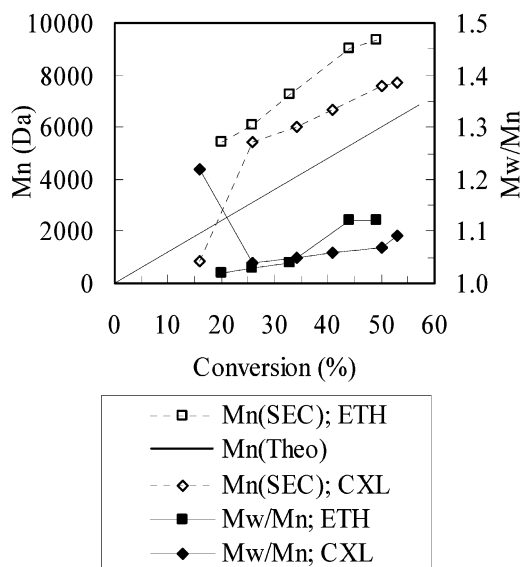 10000
8000
6000
4000
2000
0
Mn (Da)
1.5
1.4
1.3
1.2
1.1
1.0
Mw/Mn
0 10 20 30 40 50 60
Conversion (%)
Mn(SEC); ETH
Mn(Theo)
Mn(SEC); CXL
Mw/Mn; ETH
Mw/Mn; CXL